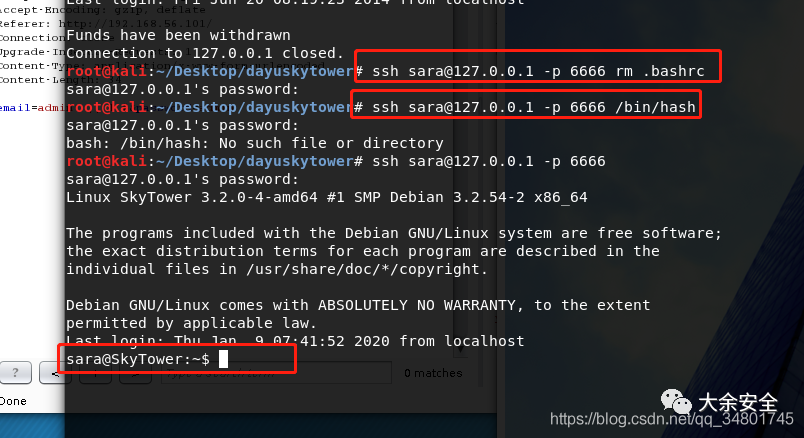 Last login: Fri Jun 20 08:19:23 2014 from localhost
Accept-Encoding: gzip, deflate
Referer: http://192.168.56.101/
Funds have been withdrawn
Connection to 127.0.0.1 closed.
root@kali:~/Desktop/dayuskytower# ssh sara@127.0.0.1 -p 6666 rm .bashrc
sara@127.0.0.1's password:
email=admi
root@kali:~/Desktop/dayuskytower# ssh sara@127.0.0.1 -p 6666 /bin/hash
sara@127.0.0.1's password:
bash: /bin/hash: No such file or directory
root@kali:~/Desktop/dayuskytower# ssh sara@127.0.0.1 -p 6666
sara@127.0.0.1's password:
Linux SkyTower 3.2.0-4-amd64 #1 SMP Debian 3.2.54-2 x86_64
The programs included with the Debian GNU/Linux system are free software;
the exact distribution terms for each program are described in the
individual files in /usr/share/doc/*/copyright.
Debian GNU/Linux comes with ABSOLUTELY NO WARRANTY, to the extent
permitted by applicable law.
Last login: Thu Jan  9 07:41:52 2020 from localhost
sara@SkyTower:~$
? < + > Type a search term
0 matches
Done
大余安全
https://blog.csdn.net/qq_34801745